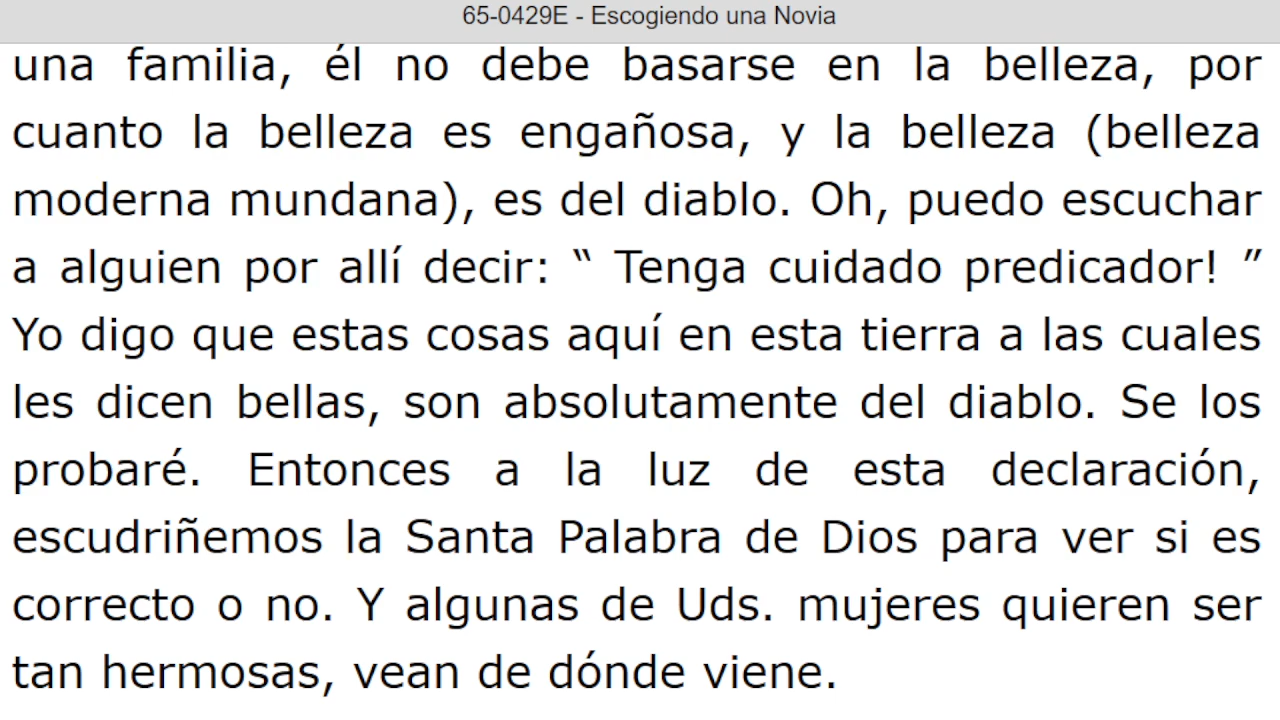 65-0429E - Escogiendo una Novia
una familia, él no debe basarse en la belleza, por
cuanto la belleza es engañosa, y la belleza (belleza
moderna mundana), es del diablo. Oh, puedo escuchar
a alguien por allí decir: “ Tenga cuidado predicador! ”
Yo digo que estas cosas aquí en esta tierra a las cuales
les dicen bellas, son absolutamente del diablo. Se los
probaré. Entonces a la luz de esta declaración,
escudriñemos la Santa Palabra de Dios para ver si es
correcto o no. Y algunas de Uds. mujeres quieren ser
tan hermosas, vean de dónde viene.